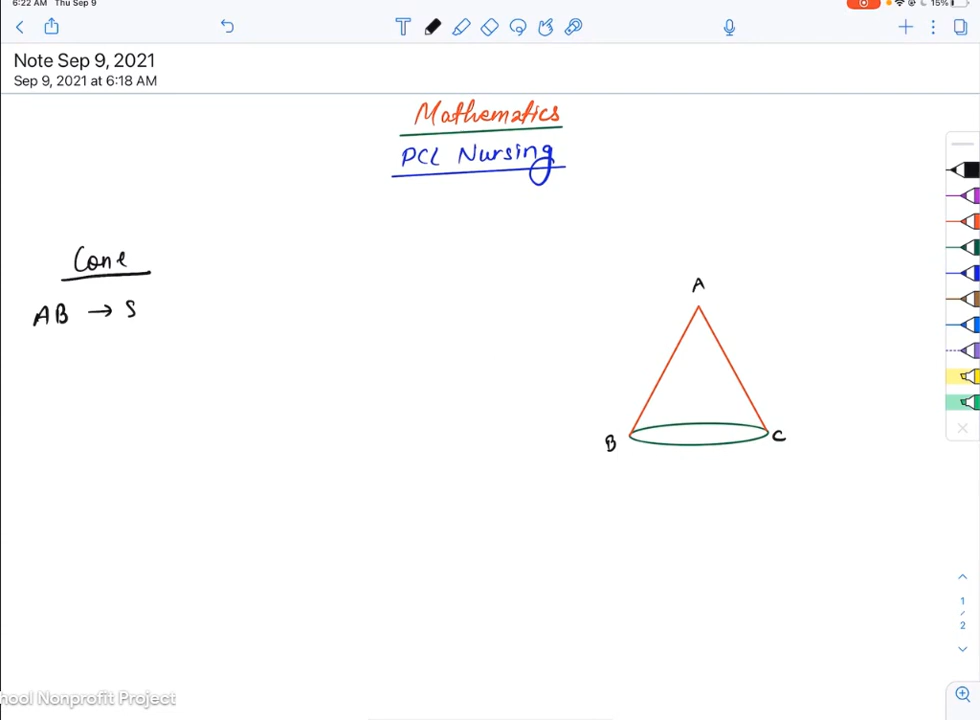 6:22 AM Thu Sep 9
15%
Note Sep 9, 2021
Sep 9, 2021 at 6:18 AM
Mathematics
PCL Nursing
Cone
AB → S
A
B
C
1
/
2
hool Nonprofit Project